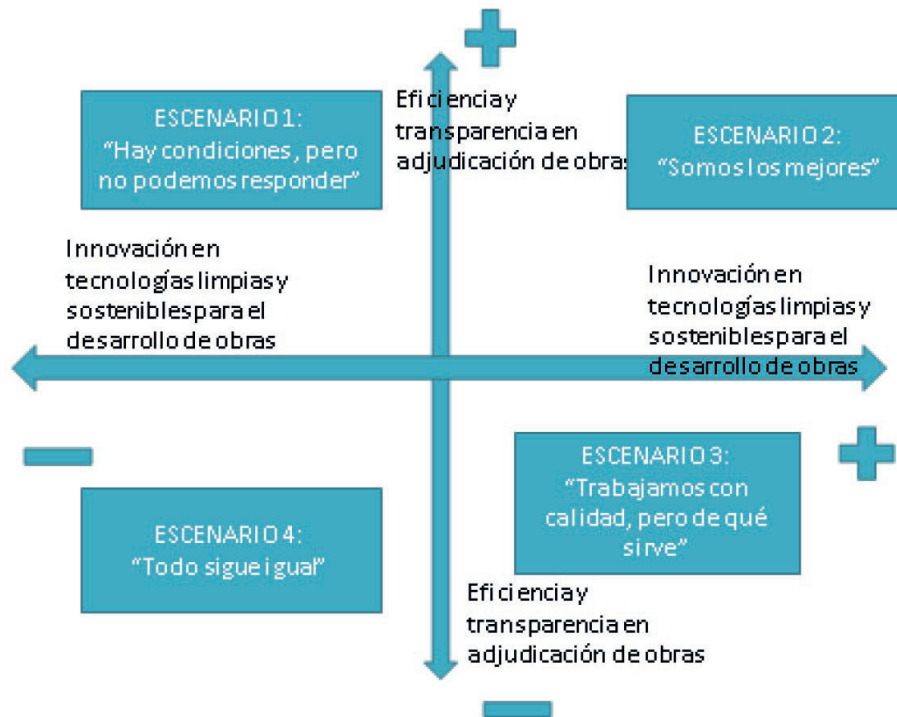 ESCENARIO 1:
“Hay condiciones, pero
no podemos responder”
Eficiencia y
transparencia en
adjudicación de obras
ESCENARIO 2:
“Somos los mejores”
Innovación en
tecnologías limpias y
sostenibles para el
desarrollo de obras
Innovación en
tecnologías limpias y
sostenibles para el
desarrollo de obras
ESCENARIO 4:
“Todo sigue igual”
ESCENARIO 3:
“Trabajamos con
calidad, pero de qué
sirve”
Eficiencia y
transparencia en
adjudicación de obras